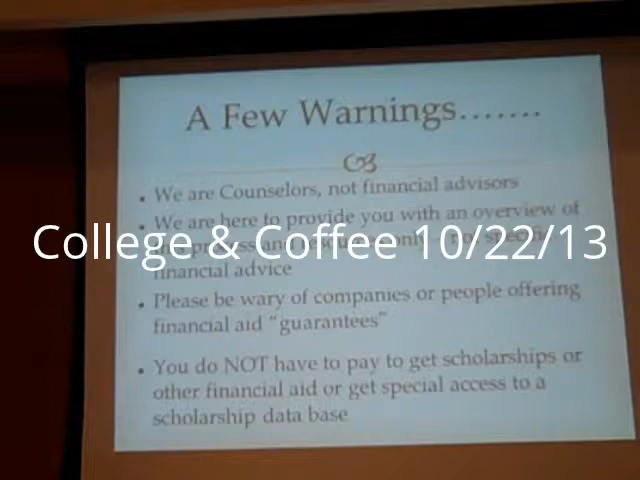 A Few Warnings.......
• We are Counselors, not financial advisors
• We are here to provide you with an overview of
College & Coffee 10/22/13
financial advice
• Please be wary of companies or people offering
financial aid "guarantees"
• You do NOT have to pay to get scholarships or
other financial aid or get special access to a
scholarship data base